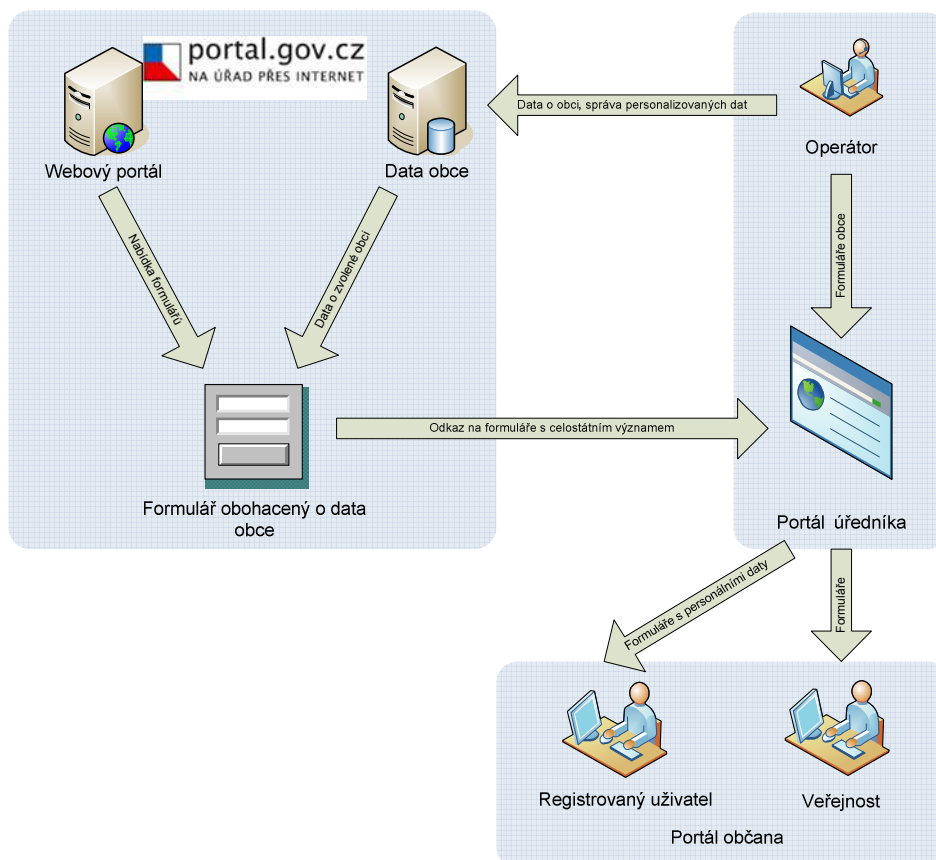 portal.gov.cz
NA ÚŘAD PŘES INTERNET
Webový portál
Data obce
Data o obci, správa personalizovaných dat
Operátor
Nabídka formulářů
Data o zvolené obci
Formuláře obce
Odkaz na formuláře s celostátním významem
Formulář obohacený o data
obce
Portál úředníka
Formuláře s personálními daty
Formuláře
Registrovaný uživatel
Veřejnost
Portál občana